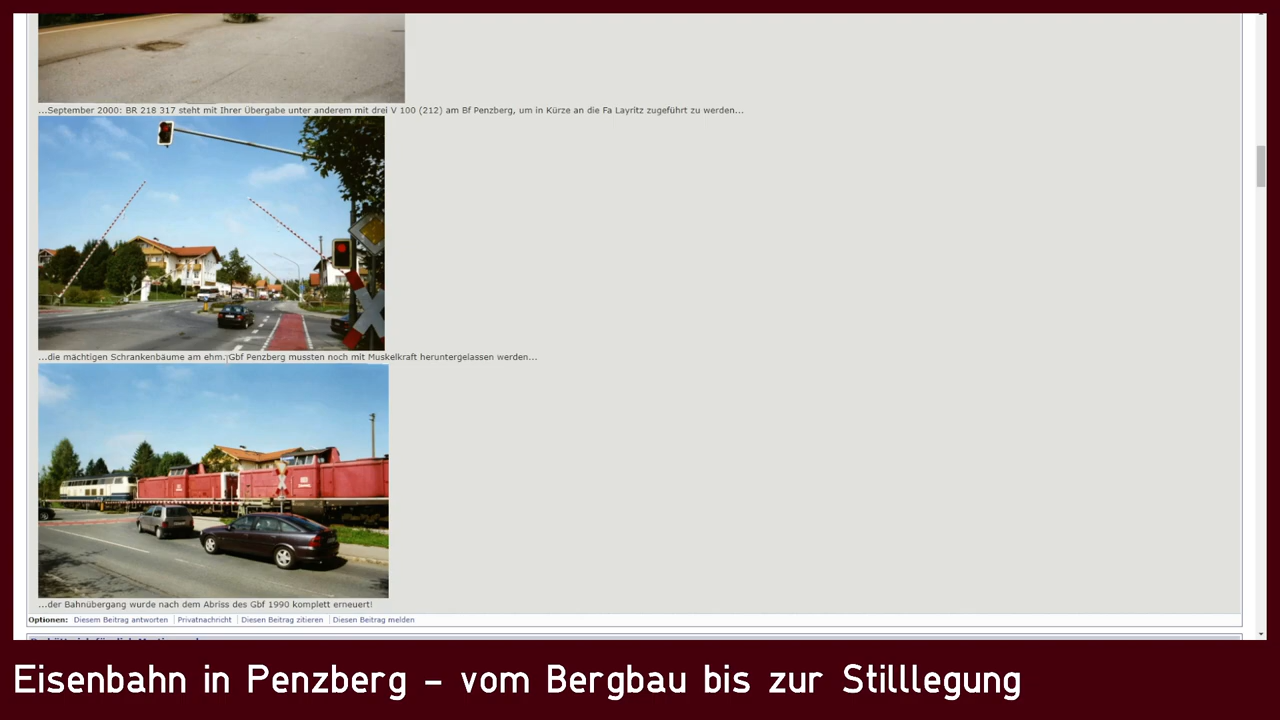 ...September 2000: BR 218 317 steht mit Ihrer Übergabe unter anderem mit drei V 100 (212) am Bf Penzberg, um in Kürze an die Fa Layritz zugeführt zu werden...
...die mächtigen Schrankenbäume am ehm. Gbf Penzberg mussten noch mit Muskelkraft heruntergelassen werden...
...der Bahnübergang wurde nach dem Abriss des Gbf 1990 komplett erneuert!
Optionen: Diesem Beitrag antworten Privatnachricht Diesen Beitrag zitieren Diesen Beitrag melden
Eisenbahn in Penzberg – vom Bergbau bis zur Stilllegung